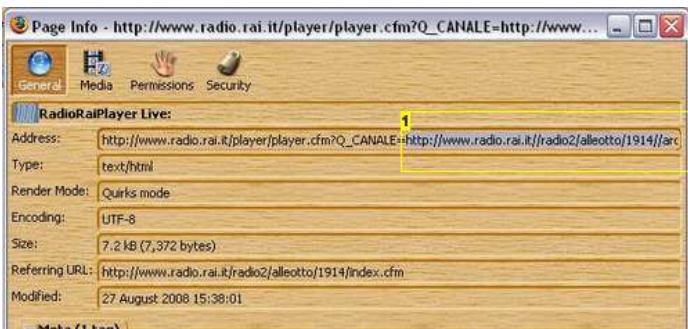 Page Info - http://www.radio.rai.it/player/player.cfm?Q_CANALE=http://www...
General Media Permissions Security
RadioRaiPlayer Live:
1
Address: http://www.radio.rai.it/player/player.cfm?Q_CANALE=http://www.radio.rai.it//radio2/alleotto/1914//arc
Type: text/html
Render Mode: Quirks mode
Encoding: UTF-8
Size: 7.2 kB (7,372 bytes)
Referring URL: http://www.radio.rai.it/radio2/alleotto/1914/index.cfm
Modified: 27 August 2008 15:38:01
Meta (1 tag)